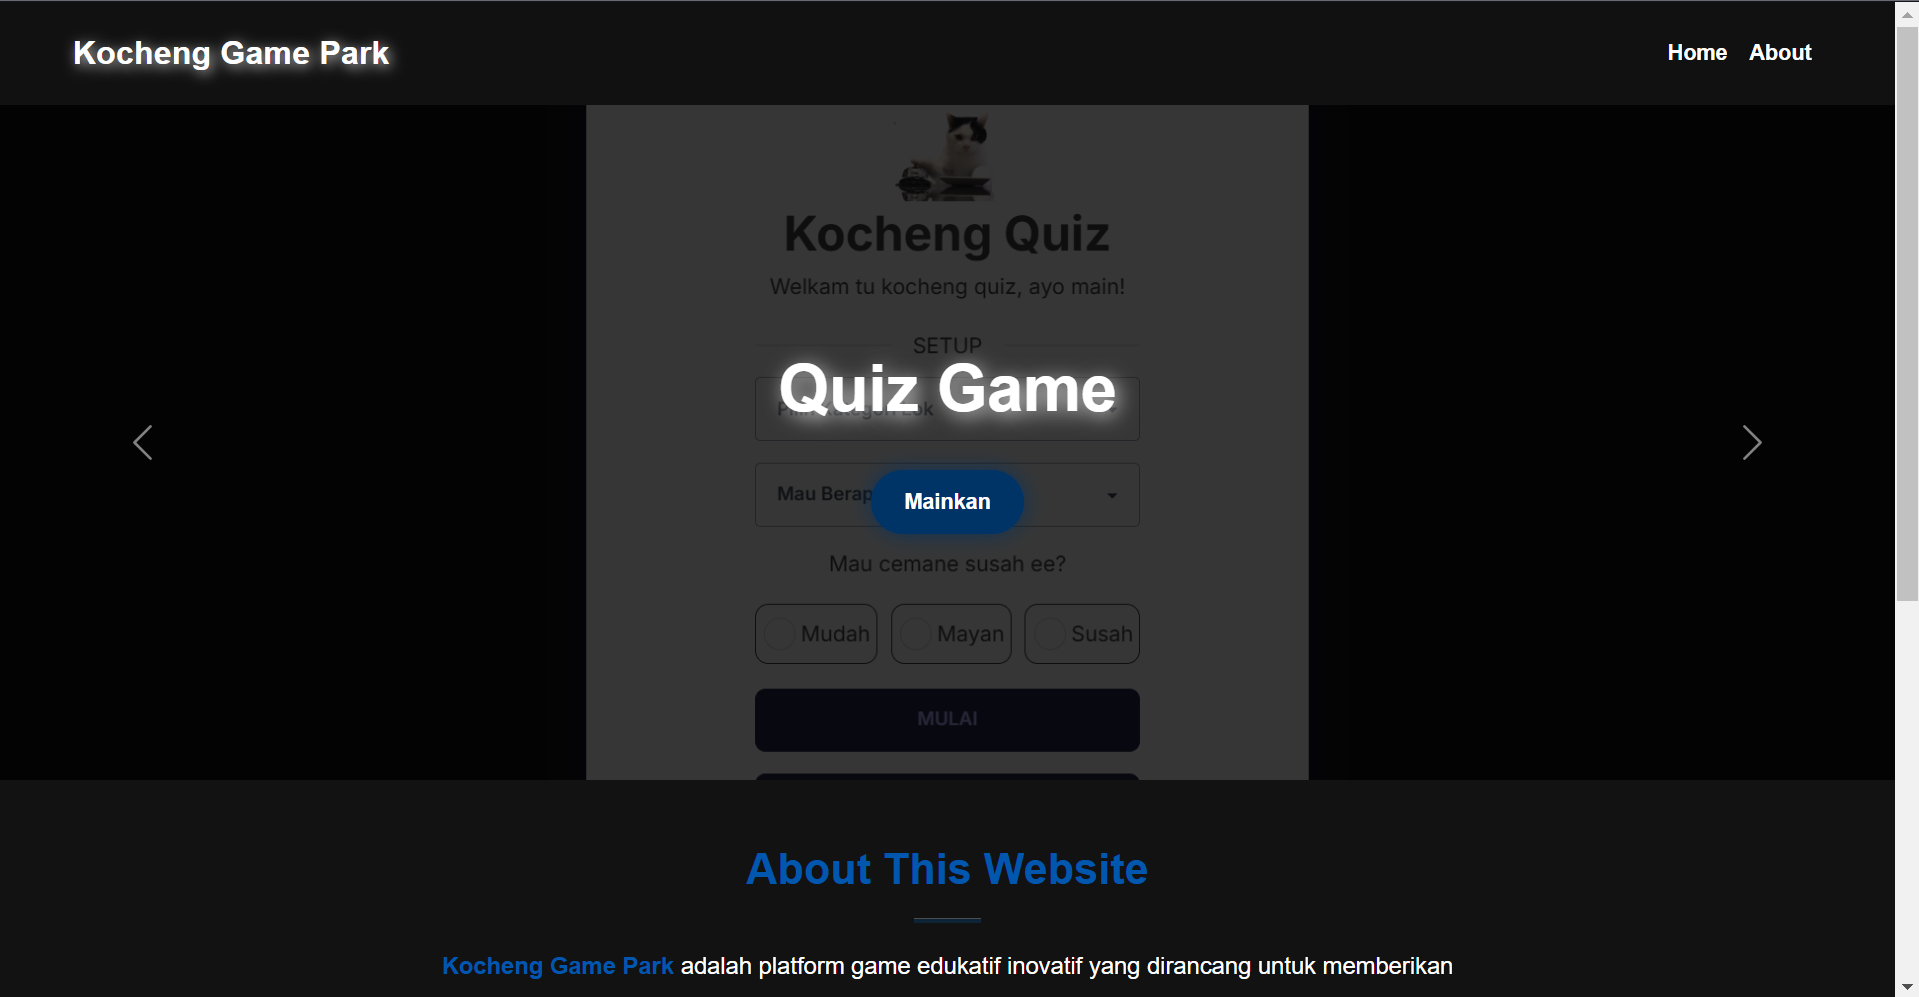 Kocheng Game Park
Home About
Kocheng Quiz
Welkam tu kocheng quiz, ayo main!
SETUP
Quiz Game
Mau Berap
Mainkan
Mau cemane susah ee?
Mudah Mayan Susah
MULAI
About This Website
Kocheng Game Park adalah platform game edukatif inovatif yang dirancang untuk memberikan